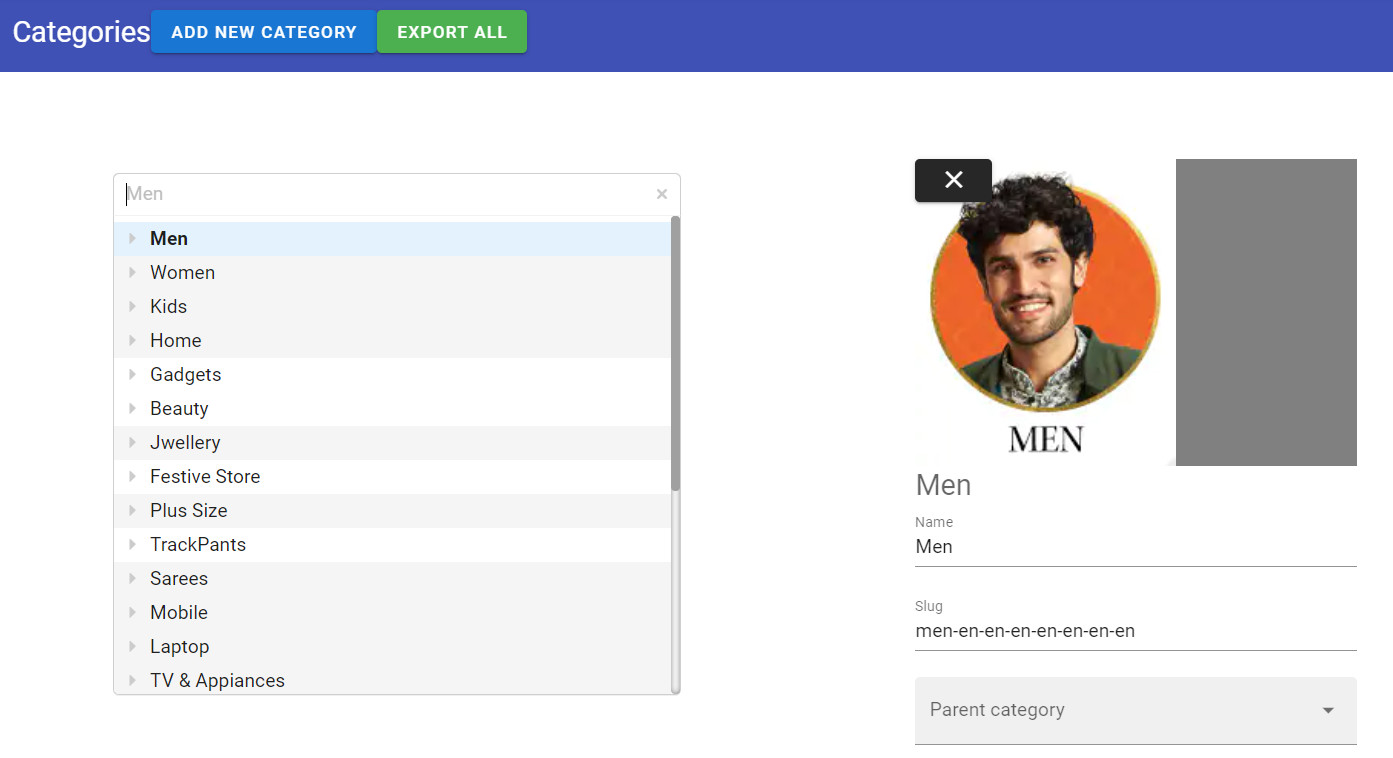 Categories ADD NEW CATEGORY EXPORT ALL
Men
Men
Women
Kids
Home
Gadgets
Beauty
Jwellery
Festive Store
Plus Size
TrackPants
Sarees
Mobile
Laptop
TV & Appiances
MEN
Men
Name
Men
Slug
men-en-en-en-en-en-en-en
Parent category